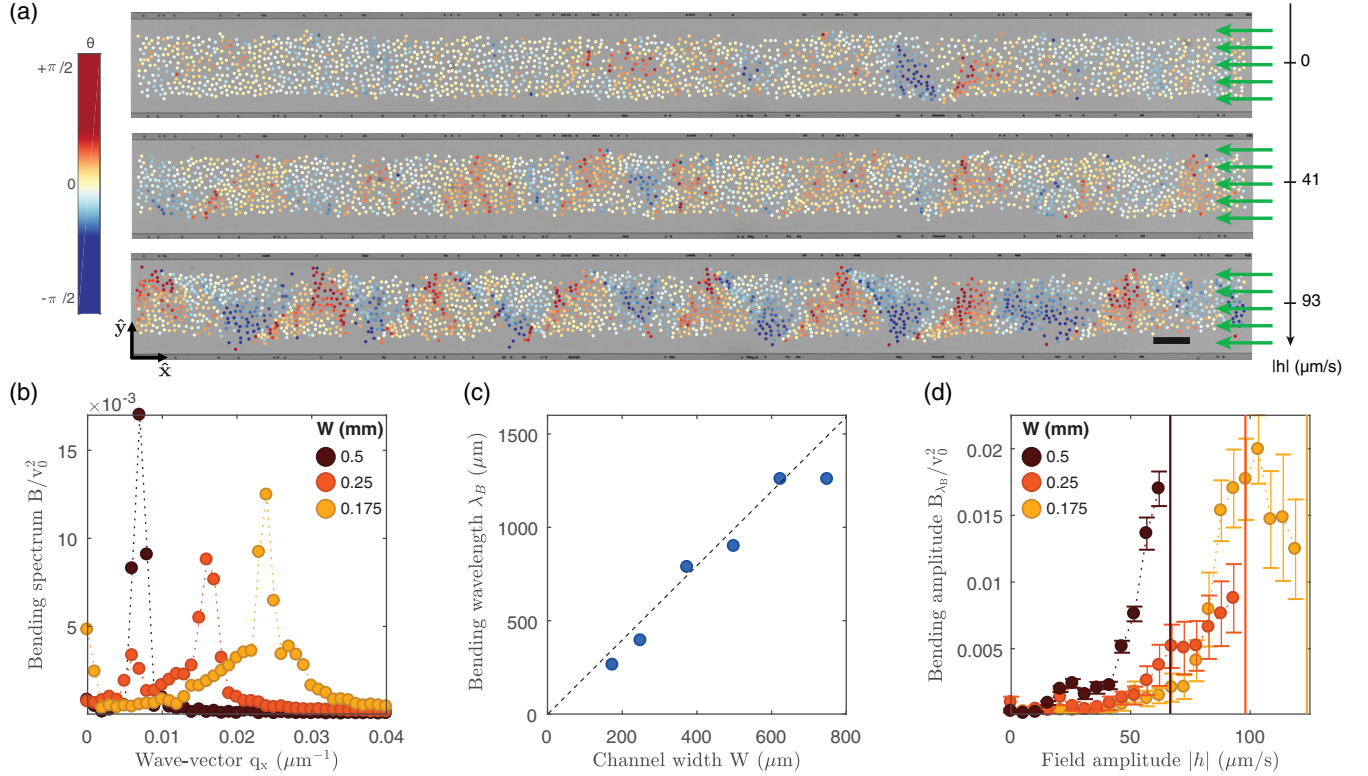 (a)
θ
+π/2
0
-π/2
ŷ
x̂
0
41
93
|h| (μm/s)
(b)
×10⁻³
Bending spectrum B/v₀²
15
10
5
0
0.01
0.02
0.03
0.04
Wave-vector qₓ (μm⁻¹)
W (mm)
0.5
0.25
0.175
(c)
Bending wavelength λ_B (μm)
1500
1000
500
0
0
200
400
600
800
Channel width W (μm)
(d)
Bending amplitude B_λ_B/v₀²
0.02
0.015
0.01
0.005
0
50
100
Field amplitude |h| (μm/s)
W (mm)
0.5
0.25
0.175